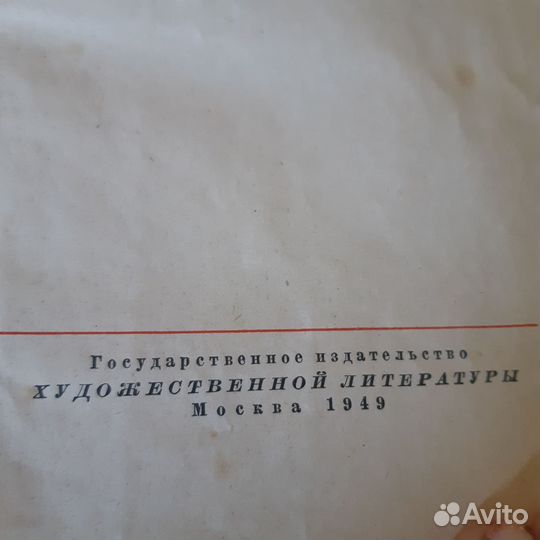 Государственное издательство
ХУДОЖЕСТВЕННОЙ ЛИТЕРАТУРЫ
Москва 1949
Avito